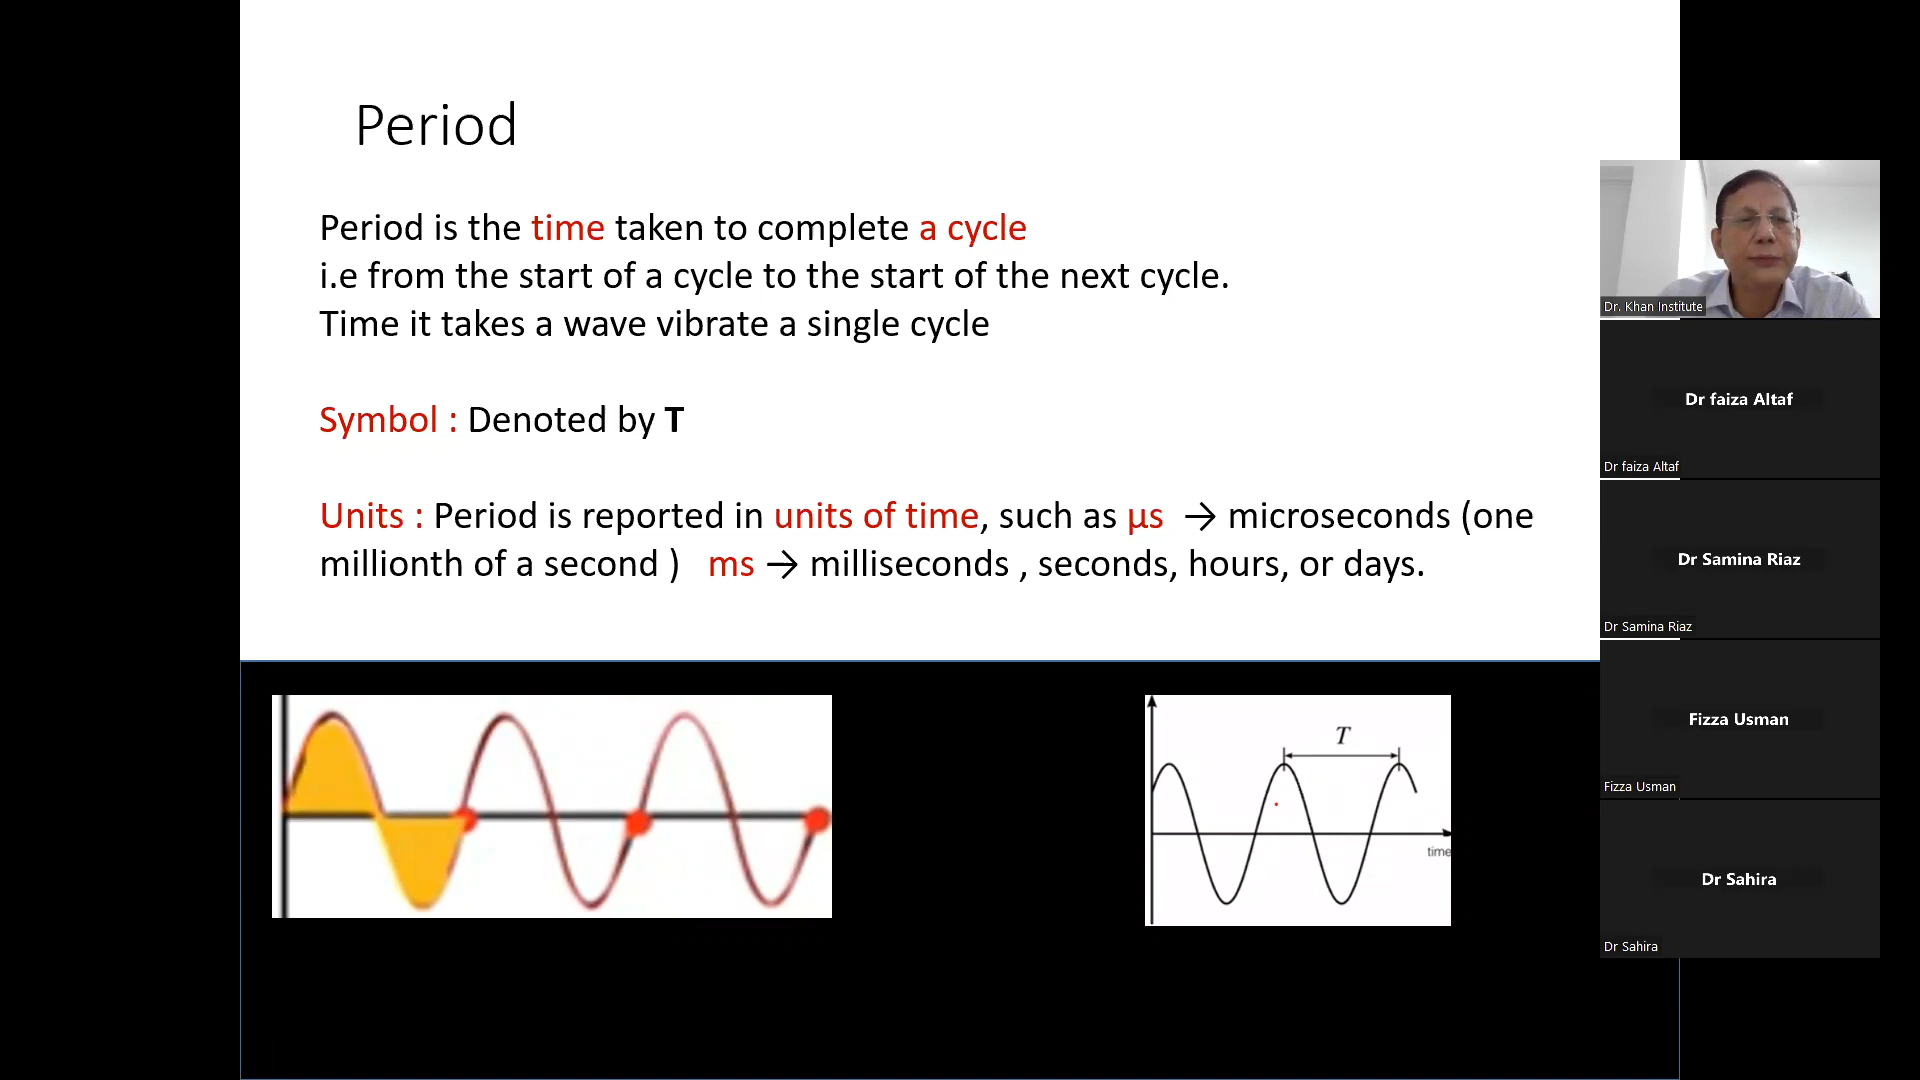 Period
Period is the time taken to complete a cycle
i.e from the start of a cycle to the start of the next cycle.
Time it takes a wave vibrate a single cycle
Symbol : Denoted by T
Units : Period is reported in units of time, such as µs → microseconds (one
millionth of a second ) ms → milliseconds , seconds, hours, or days.
T
time
Dr. Khan Institute
Dr faiza Altaf
Dr faiza Altaf
Dr Samina Riaz
Dr Samina Riaz
Fizza Usman
Fizza Usman
Dr Sahira
Dr Sahira